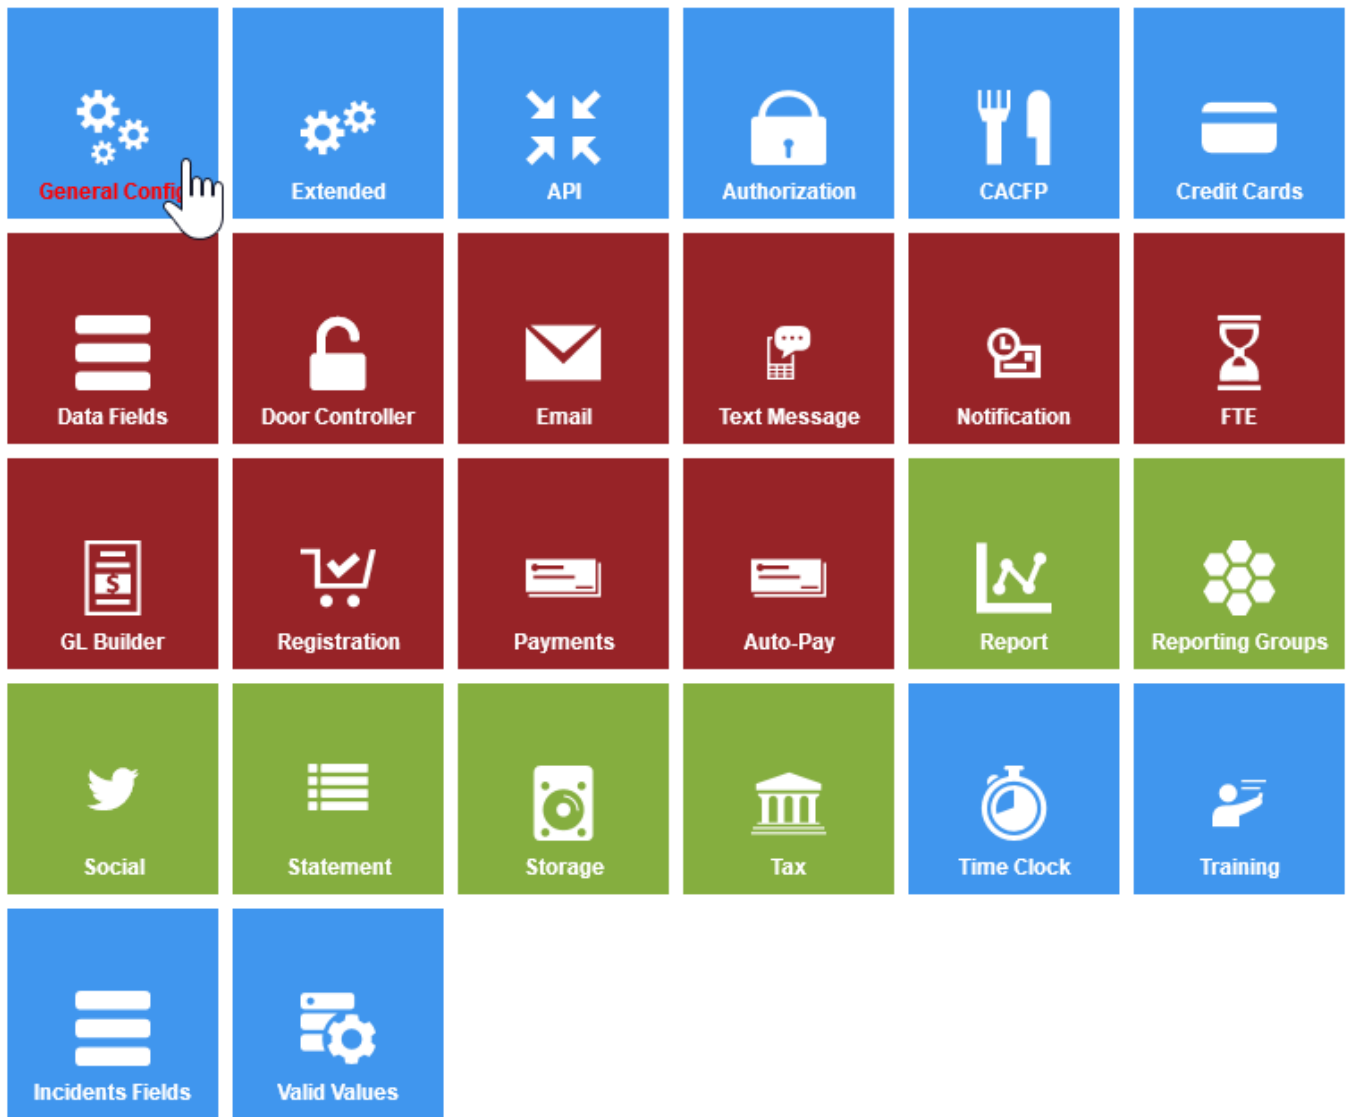 General Config
Extended
API
Authorization
CACFP
Credit Cards
Data Fields
Door Controller
Email
Text Message
Notification
FTE
$
GL Builder
Registration
Payments
Auto-Pay
Report
Reporting Groups
Social
Statement
Storage
Tax
Time Clock
Training
Incidents Fields
Valid Values